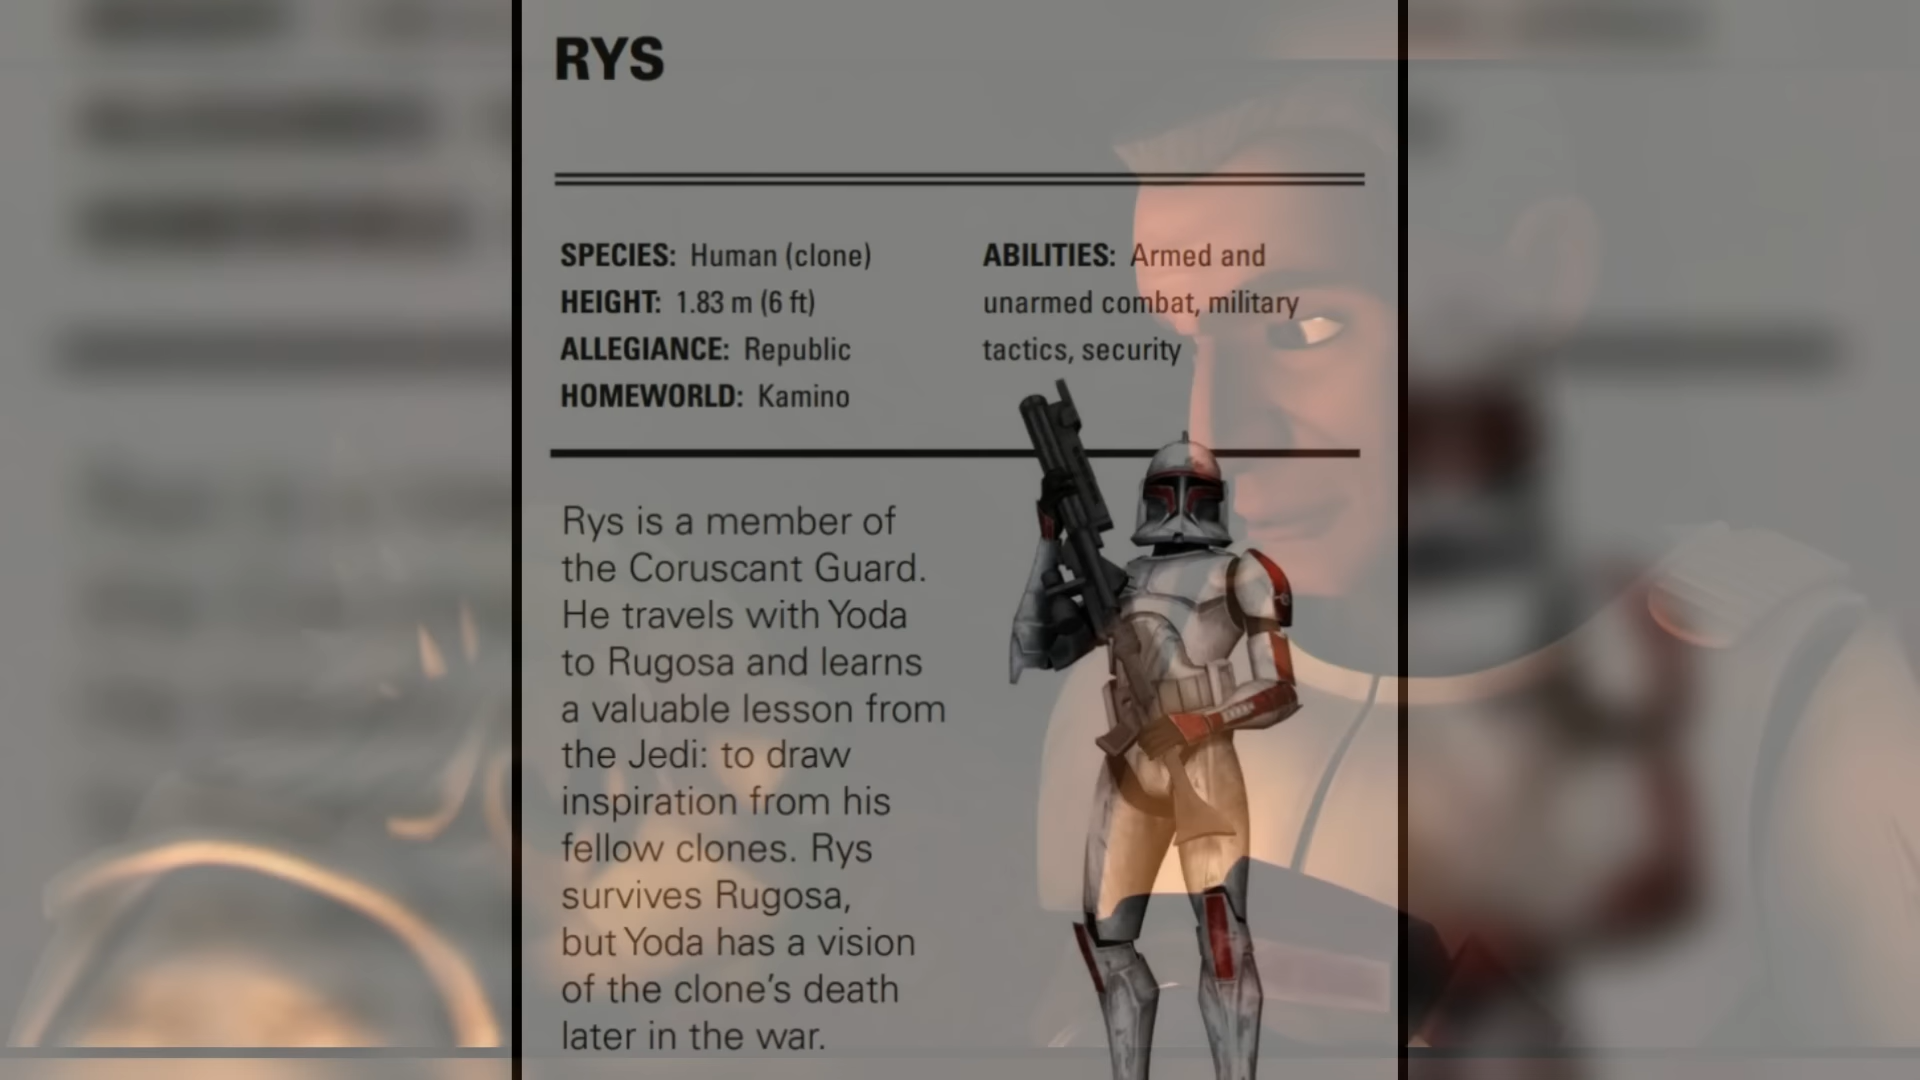 RYS
SPECIES: Human (clone)
HEIGHT: 1.83 m (6 ft)
ALLEGIANCE: Republic
HOMEWORLD: Kamino
ABILITIES: Armed and
unarmed combat, military
tactics, security
Rys is a member of
the Coruscant Guard.
He travels with Yoda
to Rugosa and learns
a valuable lesson from
the Jedi: to draw
inspiration from his
fellow clones. Rys
survives Rugosa,
but Yoda has a vision
of the clone's death
later in the war.